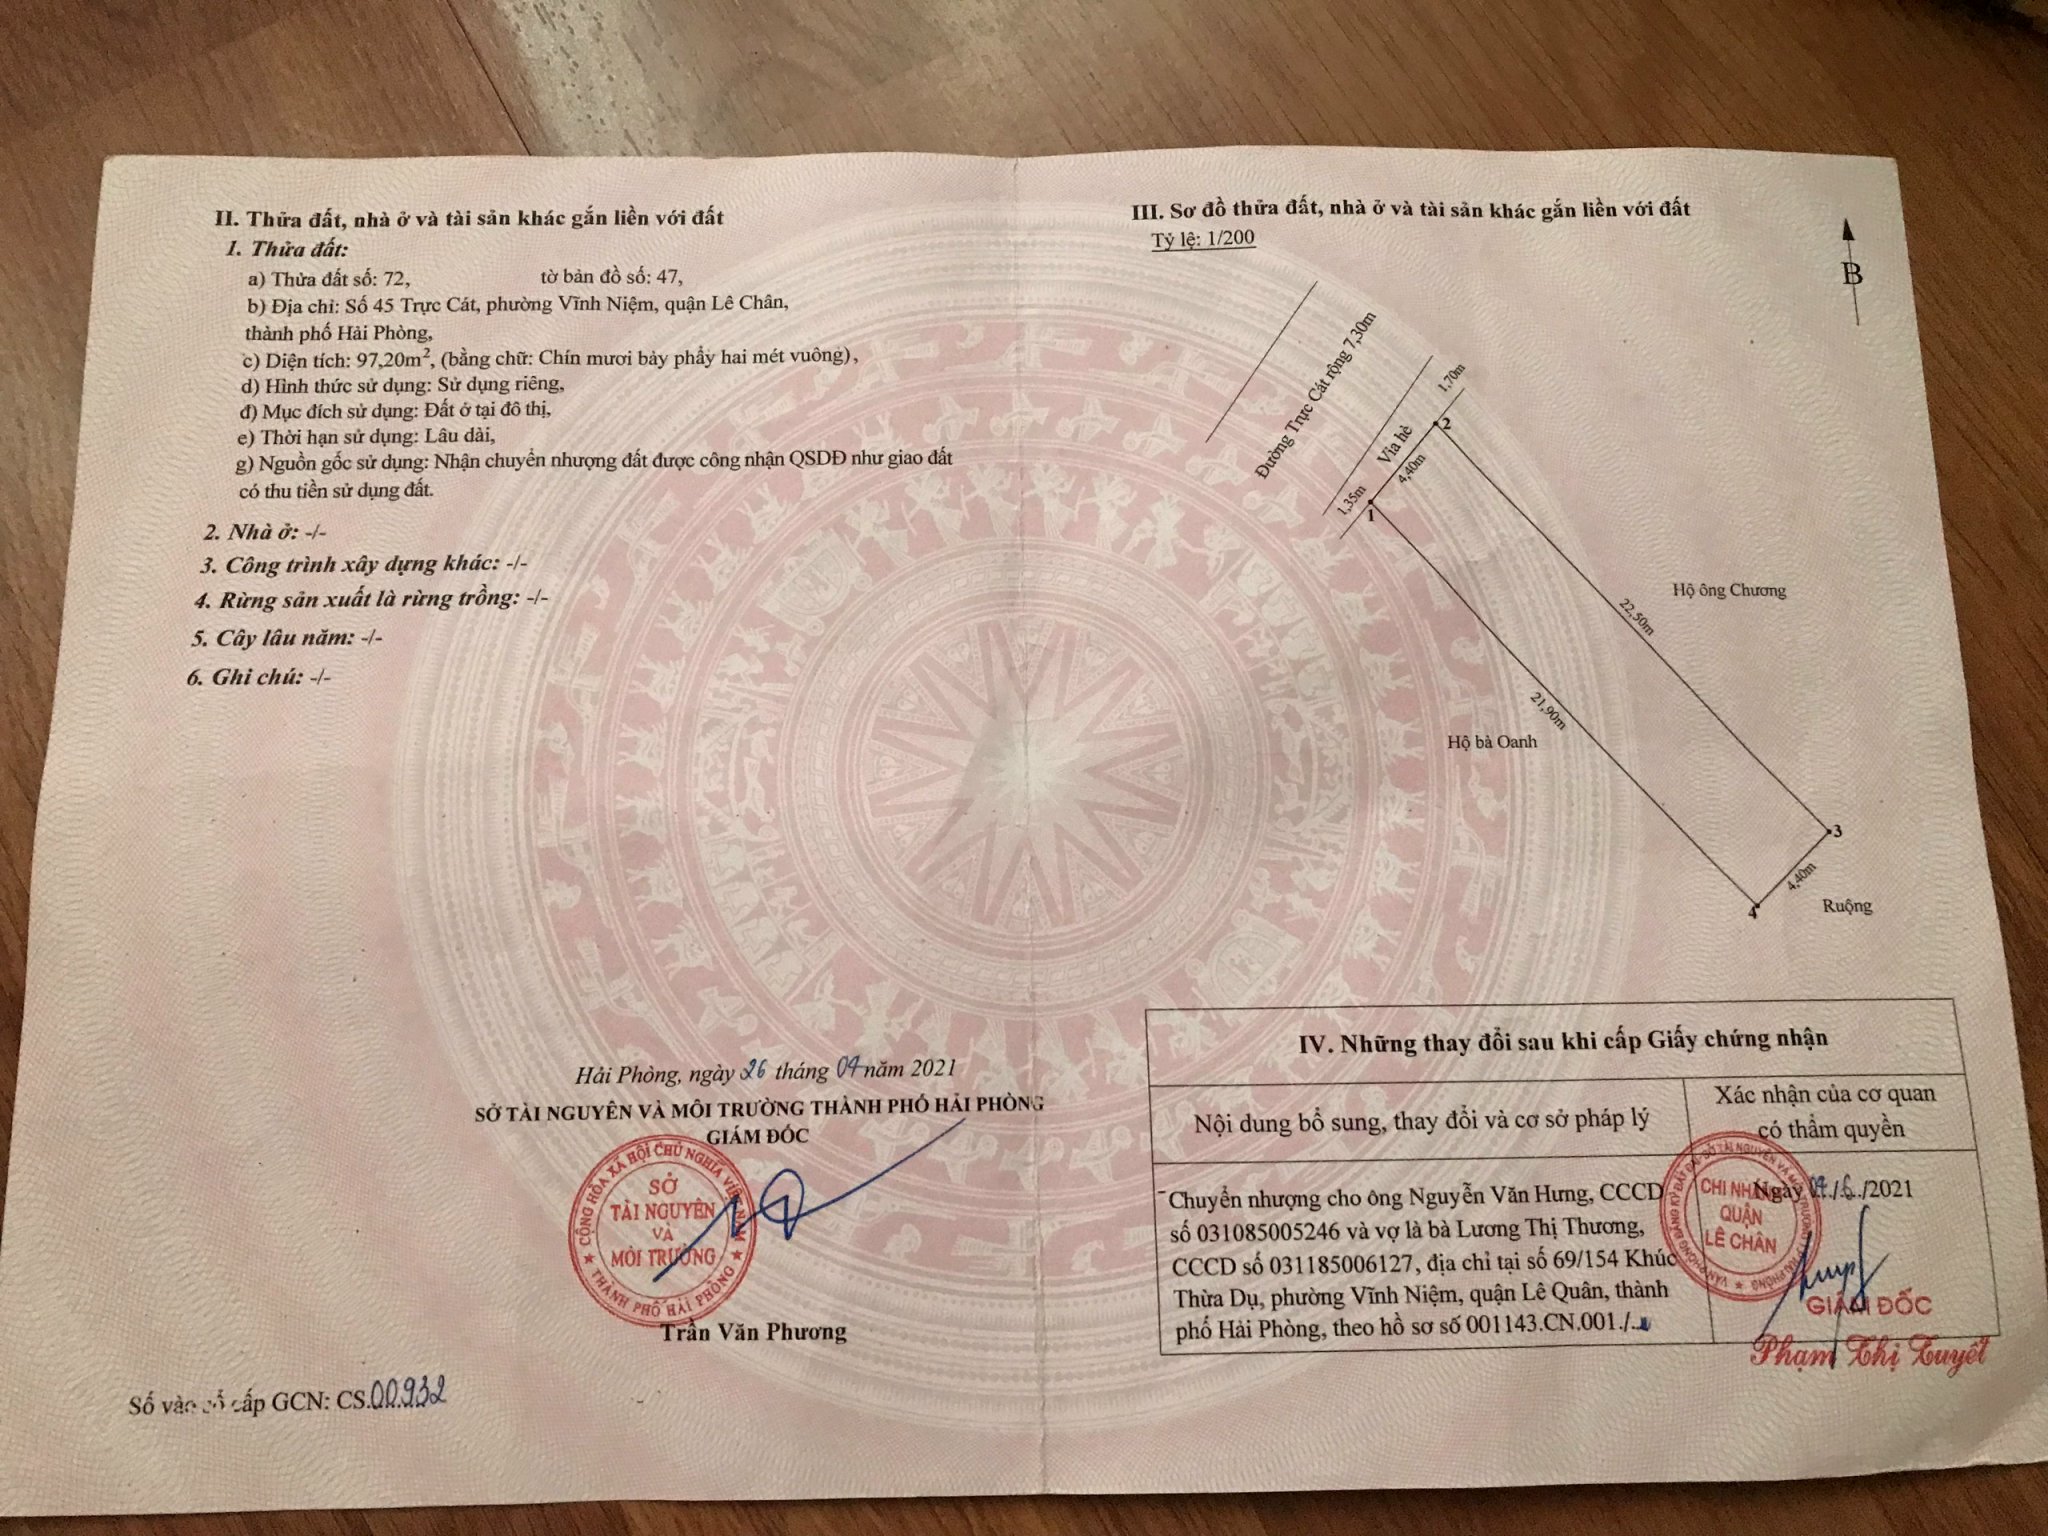 II. Thửa đất, nhà ở và tài sản khác gắn liền với đất
1. Thửa đất:
a) Thửa đất số: 72, tờ bản đồ số: 47,
b) Địa chỉ: Số 45 Trực Cát, phường Vĩnh Niệm, quận Lê Chân,
thành phố Hải Phòng,
c) Diện tích: 97,20m², (bằng chữ: Chín mươi bảy phẩy hai mét vuông),
d) Hình thức sử dụng: Sử dụng riêng,
đ) Mục đích sử dụng: Đất ở tại đô thị,
e) Thời hạn sử dụng: Lâu dài,
g) Nguồn gốc sử dụng: Nhận chuyển nhượng đất được công nhận QSDĐ như giao đất
có thu tiền sử dụng đất.
2. Nhà ở: -/-
3. Công trình xây dựng khác: -/-
4. Rừng sản xuất là rừng trồng: -/-
5. Cây lâu năm: -/-
6. Ghi chú: -/-
Hải Phòng, ngày 26 tháng 04 năm 2021
SỞ TÀI NGUYÊN VÀ MÔI TRƯỜNG THÀNH PHỐ HẢI PHÒNG
GIÁM ĐỐC
CỘNG HÒA XÃ HỘI CHỦ NGHĨA VIỆT NAM
SỞ
TÀI NGUYÊN
VÀ
MÔI TRƯỜNG
THÀNH PHỐ HẢI PHÒNG
Trần Văn Phương
Số vào sổ cấp GCN: CS.00932
III. Sơ đồ thửa đất, nhà ở và tài sản khác gắn liền với đất
Tỷ lệ: 1/200
B
Đường Trực Cát rộng 7,30m
1,70m
Vỉa hè
2
4,40m
1,35m
1
Hộ ông Chương
22,50m
21,90m
Hộ bà Oanh
3
4,40m
4
Ruộng
IV. Những thay đổi sau khi cấp Giấy chứng nhận
Nội dung bổ sung, thay đổi và cơ sở pháp lý
Xác nhận của cơ quan
có thẩm quyền
-Chuyển nhượng cho ông Nguyễn Văn Hưng, CCCD
số 031085005246 và vợ là bà Lương Thị Thương,
CCCD số 031185006127, địa chỉ tại số 69/154 Khúc
Thừa Dụ, phường Vĩnh Niệm, quận Lê Quân, thành
phố Hải Phòng, theo hồ sơ số 001143.CN.001./.
Ngày /2021
CHI NHÁNH
QUẬN
LÊ CHÂN
GIÁM ĐỐC
Phạm Thị Tuyết